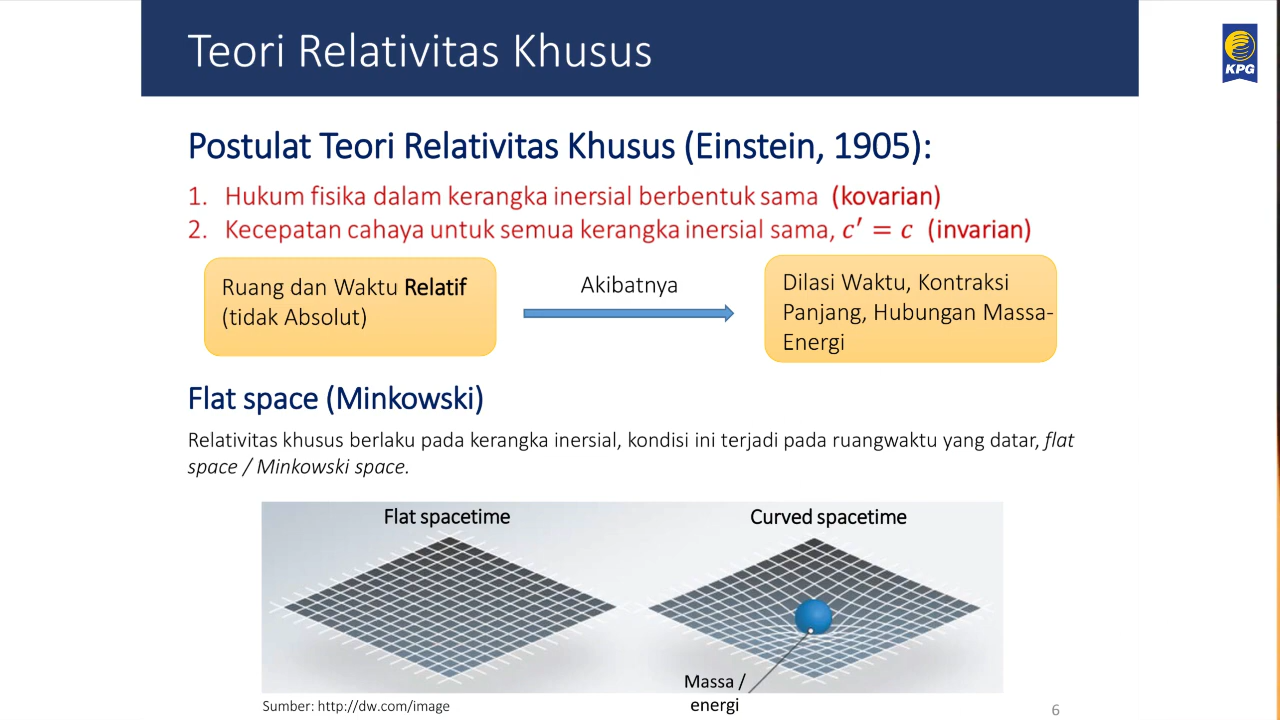 Teori Relativitas Khusus
KPG
Postulat Teori Relativitas Khusus (Einstein, 1905):
1. Hukum fisika dalam kerangka inersial berbentuk sama (kovarian)
2. Kecepatan cahaya untuk semua kerangka inersial sama, c′ = c (invarian)
Ruang dan Waktu Relatif
(tidak Absolut)
Akibatnya
Dilasi Waktu, Kontraksi
Panjang, Hubungan Massa-
Energi
Flat space (Minkowski)
Relativitas khusus berlaku pada kerangka inersial, kondisi ini terjadi pada ruangwaktu yang datar, flat
space / Minkowski space.
Flat spacetime
Curved spacetime
Massa /
energi
Sumber: http://dw.com/image
6